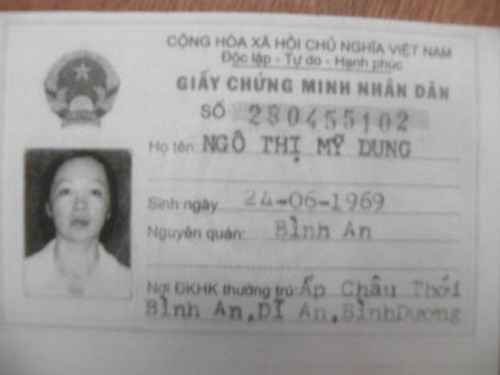 CỘNG HÒA XÃ HỘI CHỦ NGHĨA VIỆT NAM
Độc lập - Tự do - Hạnh phúc
GIẤY CHỨNG MINH NHÂN DÂN
SỐ 280455102
Họ tên: NGÔ THỊ MỸ DUNG
Sinh ngày 24-06-1969
Nguyên quán: Bình An
Nơi ĐKHK thường trú: Ấp Châu Thới
Bình An, Dĩ An, Bình Dương